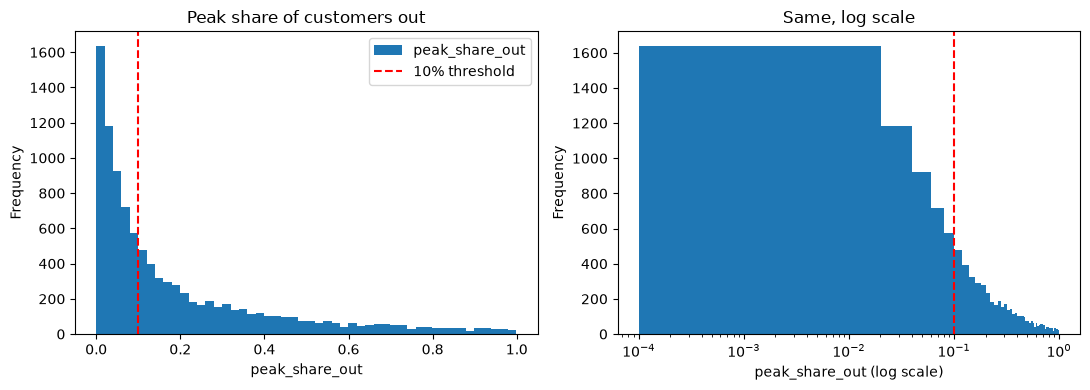 Peak share of customers out
1600
1400
1200
1000
800
600
400
200
0
Frequency
0.0 0.2 0.4 0.6 0.8 1.0
peak_share_out
peak_share_out
10% threshold
Same, log scale
1600
1400
1200
1000
800
600
400
200
0
Frequency
10⁻⁴ 10⁻³ 10⁻² 10⁻¹ 10⁰
peak_share_out (log scale)